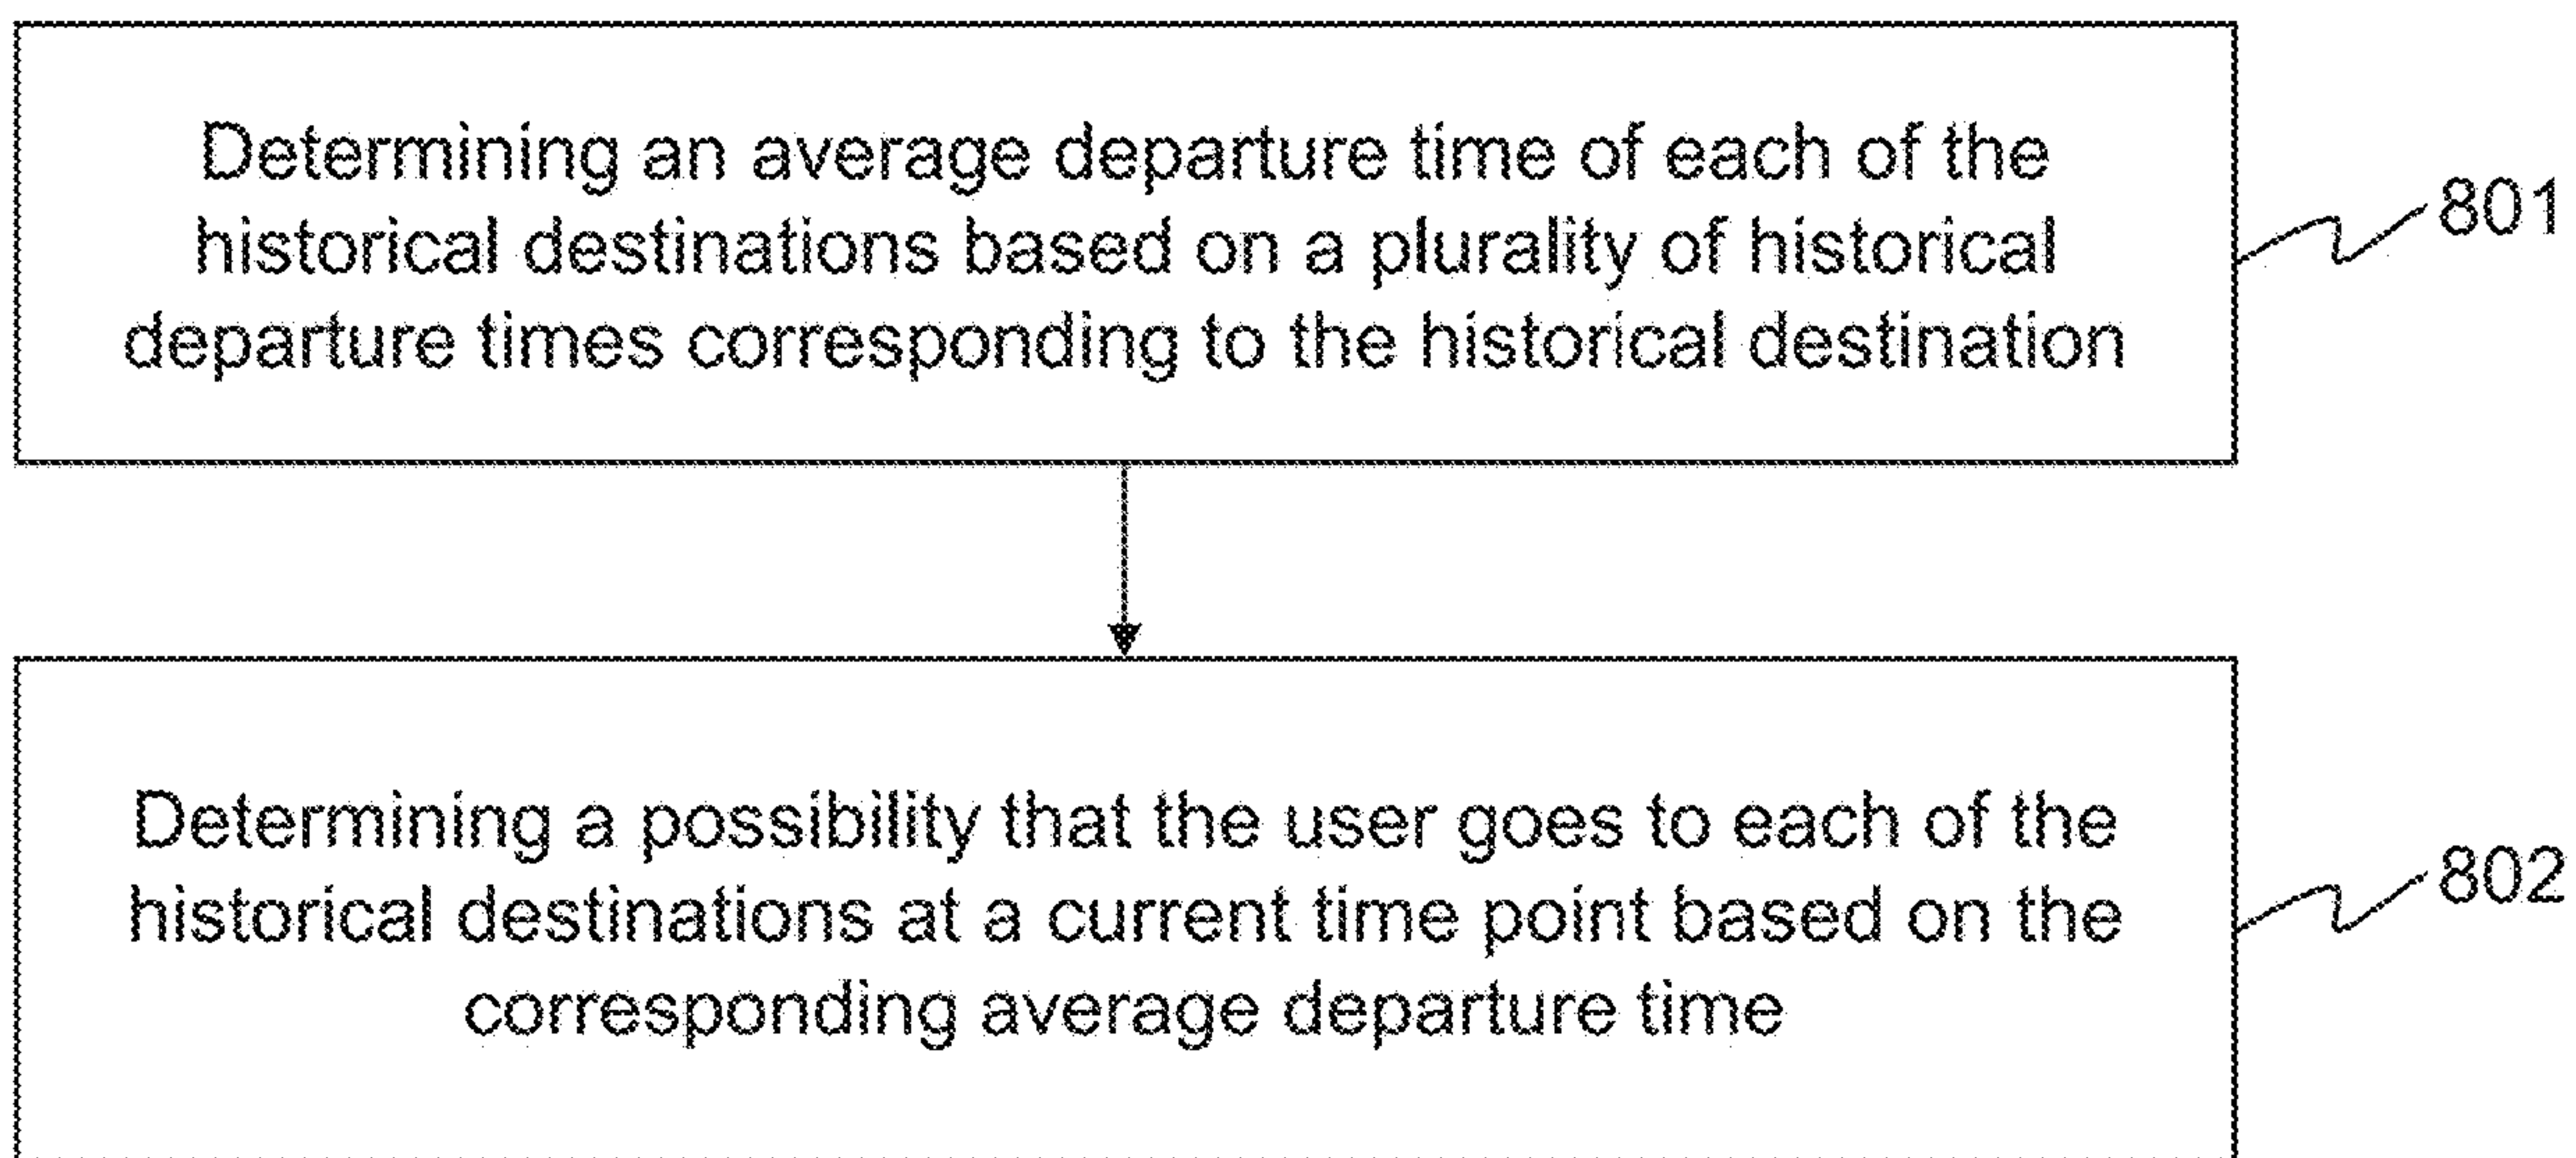 Determining an average departure time of each of the
historical destinations based on a plurality of historical
departure times corresponding to the historical destination
801
Determining a possibility that the user goes to each of the
historical destinations at a current time point based on the
corresponding average departure time
802